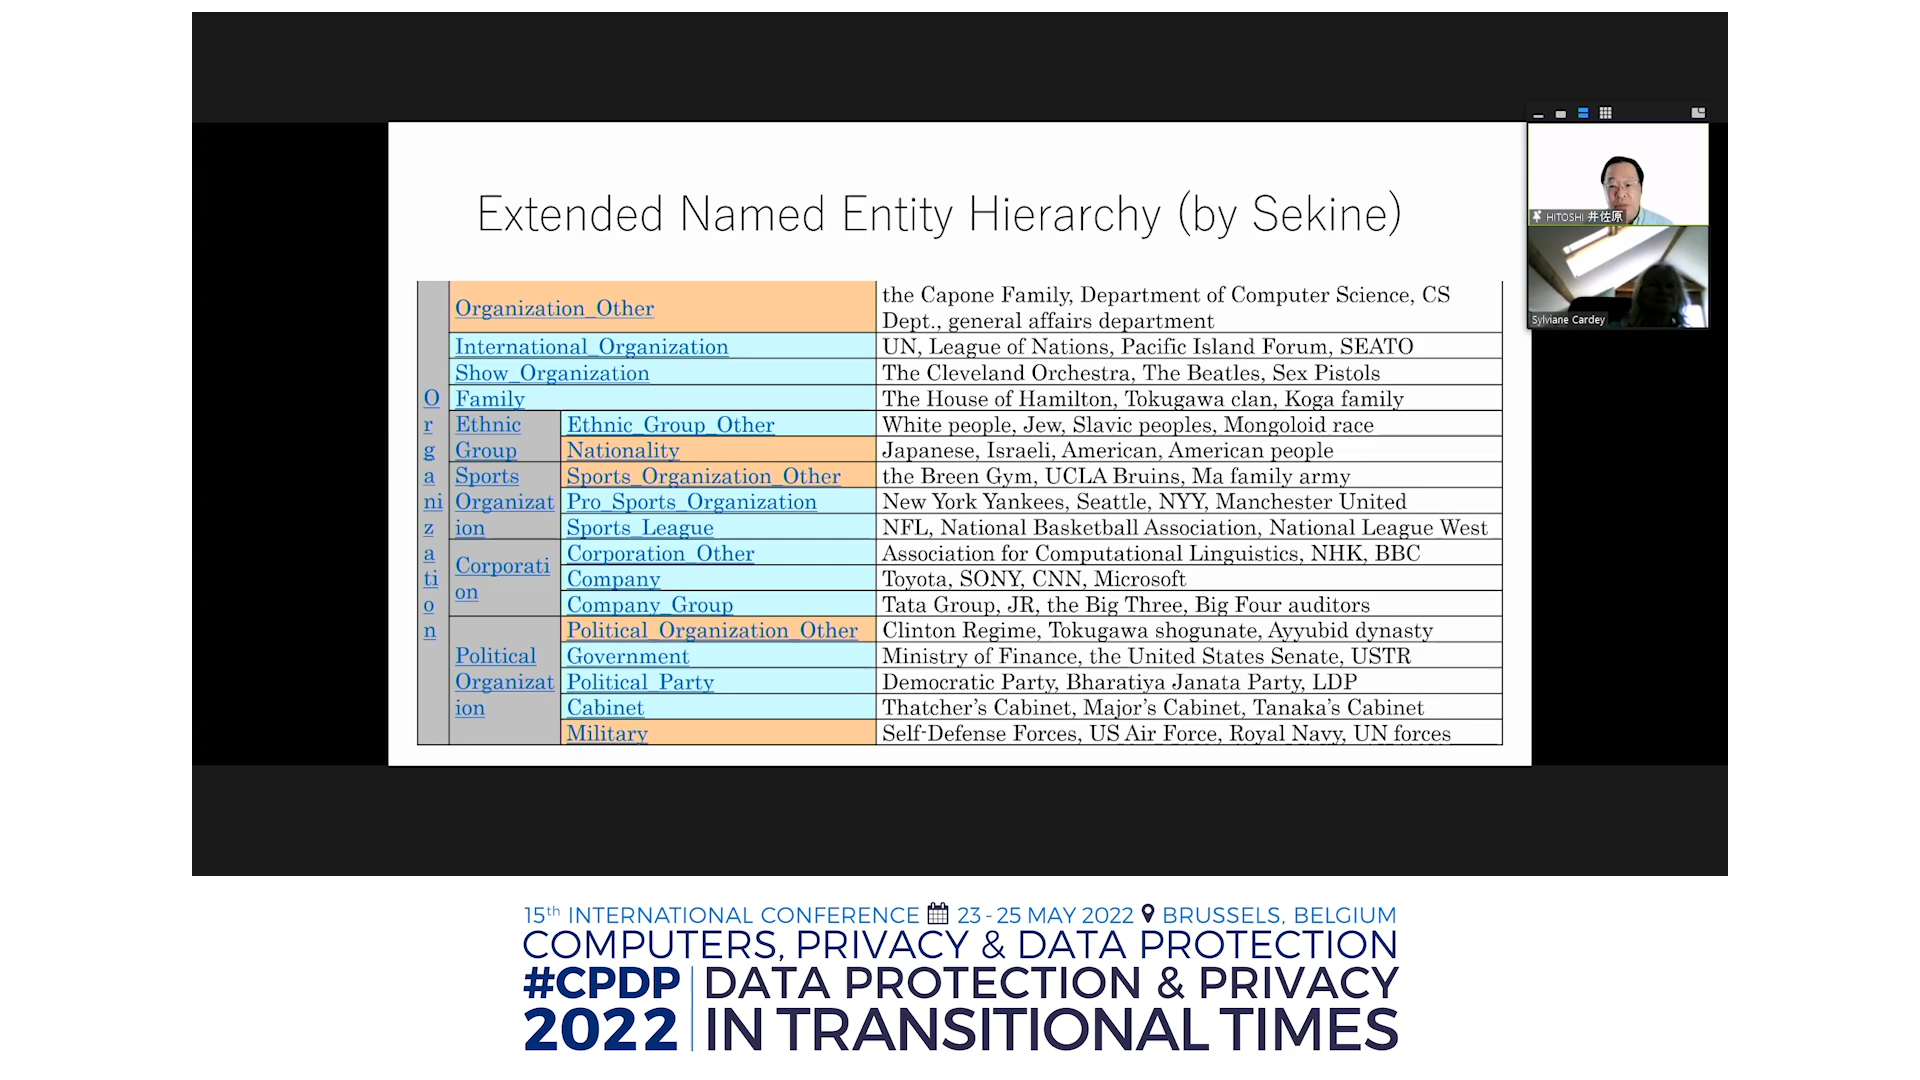 Extended Named Entity Hierarchy (by Sekine)
Organization
Organization_Other
the Capone Family, Department of Computer Science, CS
Dept., general affairs department
International_Organization
UN, League of Nations, Pacific Island Forum, SEATO
Show_Organization
The Cleveland Orchestra, The Beatles, Sex Pistols
Family
The House of Hamilton, Tokugawa clan, Koga family
Ethnic
Group
Ethnic_Group_Other
White people, Jew, Slavic peoples, Mongoloid race
Nationality
Japanese, Israeli, American, American people
Sports
Organizat
ion
Sports_Organization_Other
the Breen Gym, UCLA Bruins, Ma family army
Pro_Sports_Organization
New York Yankees, Seattle, NYY, Manchester United
Sports_League
NFL, National Basketball Association, National League West
Corporati
on
Corporation_Other
Association for Computational Linguistics, NHK, BBC
Company
Toyota, SONY, CNN, Microsoft
Company_Group
Tata Group, JR, the Big Three, Big Four auditors
Political
Organizat
ion
Political_Organization_Other
Clinton Regime, Tokugawa shogunate, Ayyubid dynasty
Government
Ministry of Finance, the United States Senate, USTR
Political_Party
Democratic Party, Bharatiya Janata Party, LDP
Cabinet
Thatcher's Cabinet, Major's Cabinet, Tanaka's Cabinet
Military
Self-Defense Forces, US Air Force, Royal Navy, UN forces
HITOSHI 井佐原
Sylviane Cardey
15th INTERNATIONAL CONFERENCE 23-25 MAY 2022 BRUSSELS, BELGIUM
COMPUTERS, PRIVACY & DATA PROTECTION
#CPDP DATA PROTECTION & PRIVACY
2022 IN TRANSITIONAL TIMES